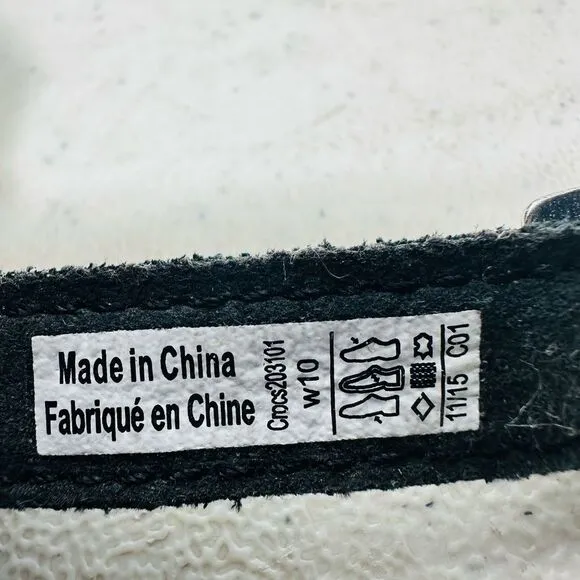 Made in China
Fabriqué en Chine
Crocs203101
w10
11/15 C01